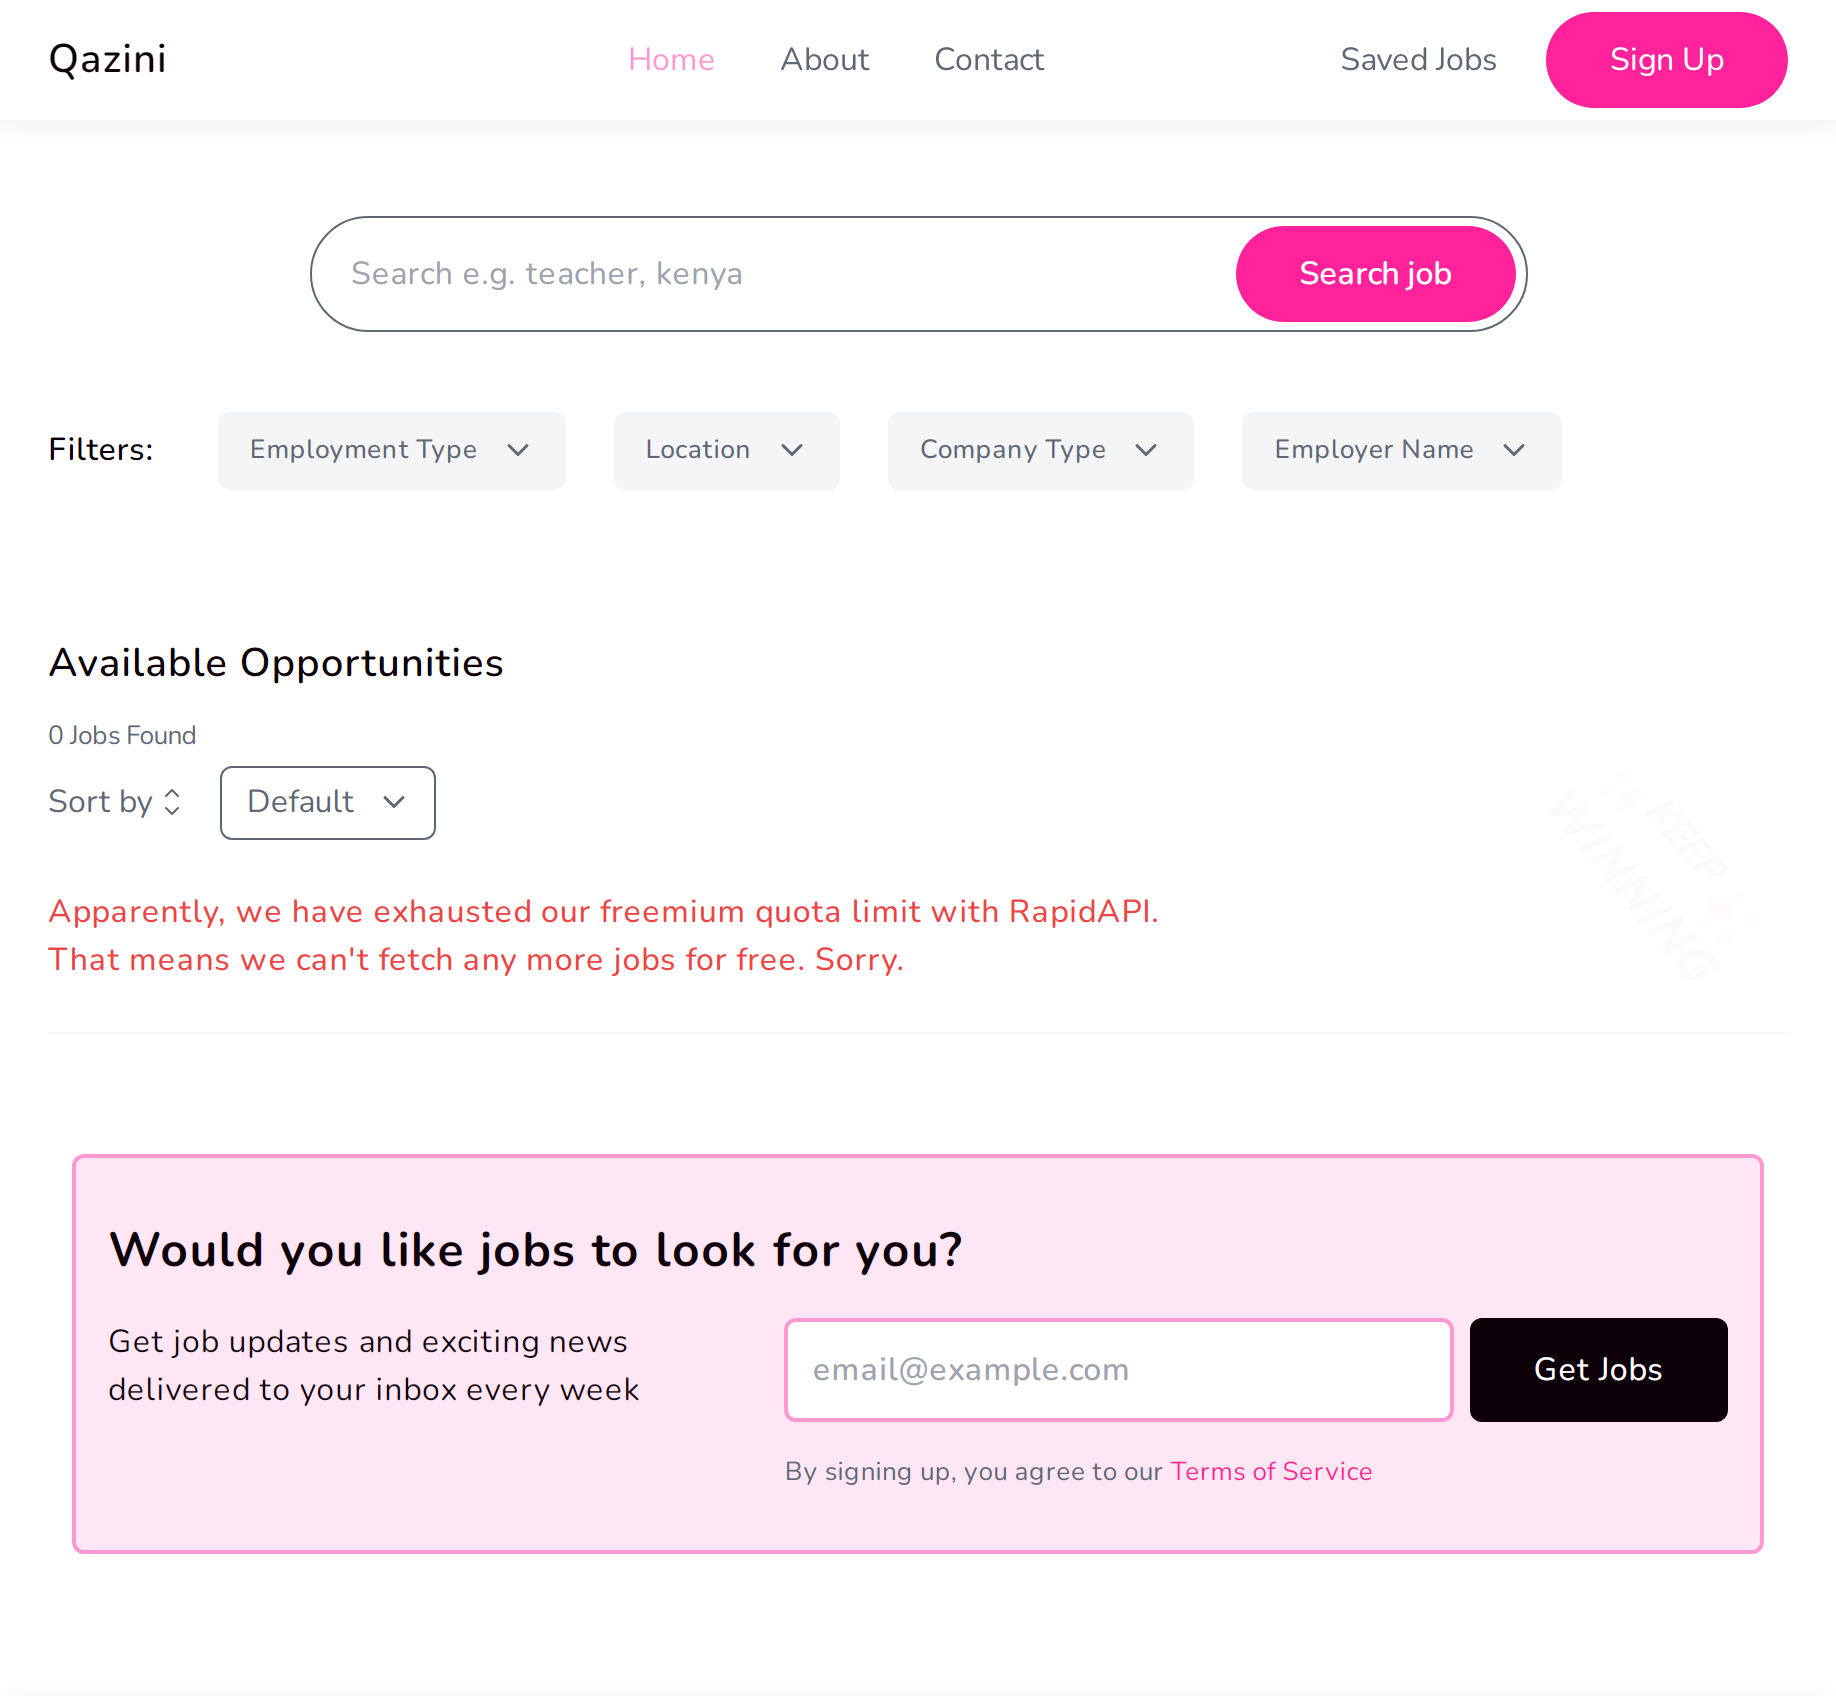 Qazini
Home
About
Contact
Saved Jobs
Sign Up
Search e.g. teacher, kenya
Search job
Filters:
Employment Type
Location
Company Type
Employer Name
Available Opportunities
0 Jobs Found
Sort by
Default
KEEP
WINNING
Apparently, we have exhausted our freemium quota limit with RapidAPI.
That means we can't fetch any more jobs for free. Sorry.
Would you like jobs to look for you?
Get job updates and exciting news
delivered to your inbox every week
email@example.com
Get Jobs
By signing up, you agree to our Terms of Service